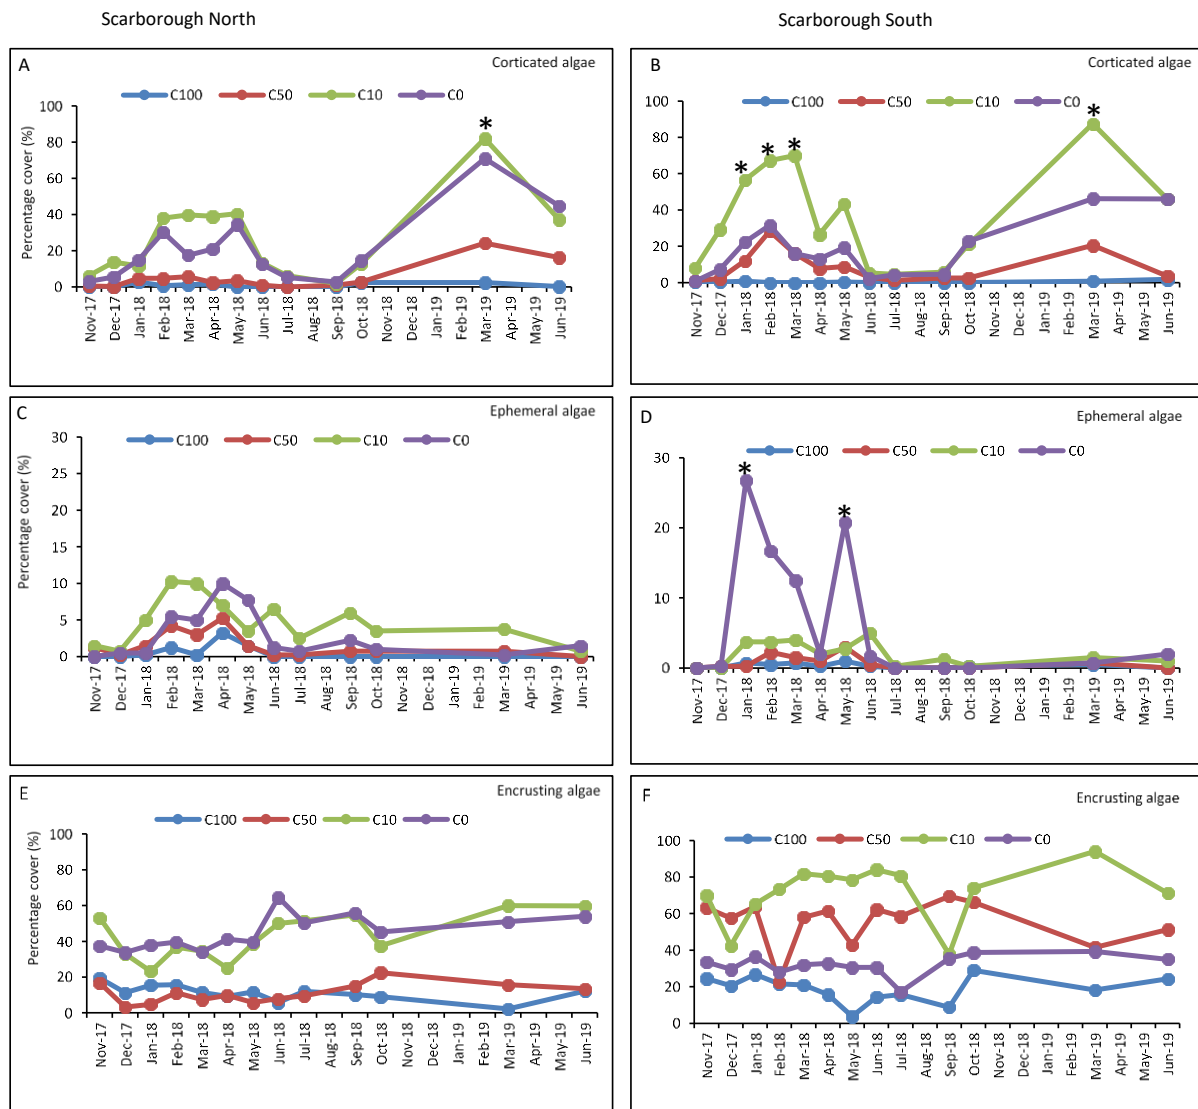 Scarborough North
Scarborough South
A
Corticated algae
C100 C50 C10 C0
Percentage cover (%)
100
80
60
40
20
0
*
Nov-17 Dec-17 Jan-18 Feb-18 Mar-18 Apr-18 May-18 Jun-18 Jul-18 Aug-18 Sep-18 Oct-18 Nov-18 Dec-18 Jan-19 Feb-19 Mar-19 Apr-19 May-19 Jun-19
B
Corticated algae
C100 C50 C10 C0
100
80
60
40
20
0
* * * *
Nov-17 Dec-17 Jan-18 Feb-18 Mar-18 Apr-18 May-18 Jun-18 Jul-18 Aug-18 Sep-18 Oct-18 Nov-18 Dec-18 Jan-19 Feb-19 Mar-19 Apr-19 May-19 Jun-19
C
Ephemeral algae
C100 C50 C10 C0
Percentage cover (%)
30
25
20
15
10
5
0
Nov-17 Dec-17 Jan-18 Feb-18 Mar-18 Apr-18 May-18 Jun-18 Jul-18 Aug-18 Sep-18 Oct-18 Nov-18 Dec-18 Jan-19 Feb-19 Mar-19 Apr-19 May-19 Jun-19
D
Ephemeral algae
C100 C50 C10 C0
30
20
10
0
* *
Nov-17 Dec-17 Jan-18 Feb-18 Mar-18 Apr-18 May-18 Jun-18 Jul-18 Aug-18 Sep-18 Oct-18 Nov-18 Dec-18 Jan-19 Feb-19 Mar-19 Apr-19 May-19 Jun-19
E
Encrusting algae
C100 C50 C10 C0
Percentage cover (%)
100
80
60
40
20
0
Nov-17 Dec-17 Jan-18 Feb-18 Mar-18 Apr-18 May-18 Jun-18 Jul-18 Aug-18 Sep-18 Oct-18 Nov-18 Dec-18 Jan-19 Feb-19 Mar-19 Apr-19 May-19 Jun-19
F
Encrusting algae
C100 C50 C10 C0
100
80
60
40
20
0
Nov-17 Dec-17 Jan-18 Feb-18 Mar-18 Apr-18 May-18 Jun-18 Jul-18 Aug-18 Sep-18 Oct-18 Nov-18 Dec-18 Jan-19 Feb-19 Mar-19 Apr-19 May-19 Jun-19